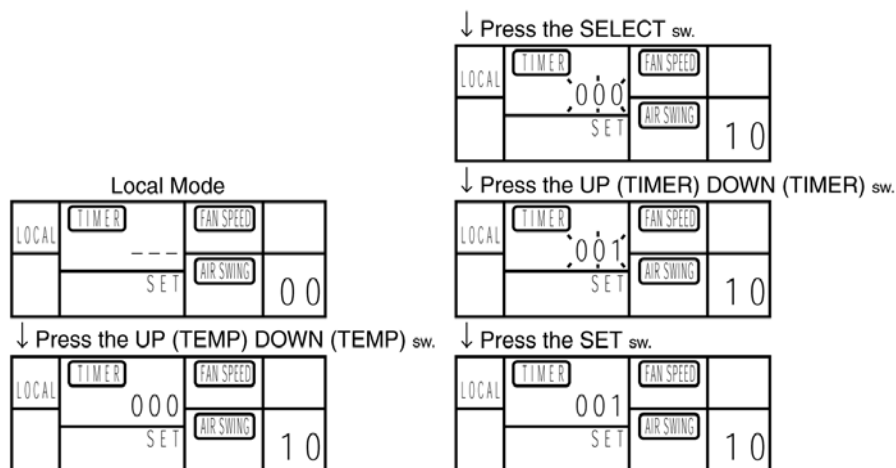 Local Mode
LOCAL
TIMER
---
SET
FAN SPEED
AIR SWING
00
↓ Press the UP (TEMP) DOWN (TEMP) sw.
LOCAL
TIMER
000
SET
FAN SPEED
AIR SWING
10
↓ Press the SELECT sw.
LOCAL
TIMER
000
SET
FAN SPEED
AIR SWING
10
↓ Press the UP (TIMER) DOWN (TIMER) sw.
LOCAL
TIMER
001
SET
FAN SPEED
AIR SWING
10
↓ Press the SET sw.
LOCAL
TIMER
001
SET
FAN SPEED
AIR SWING
10